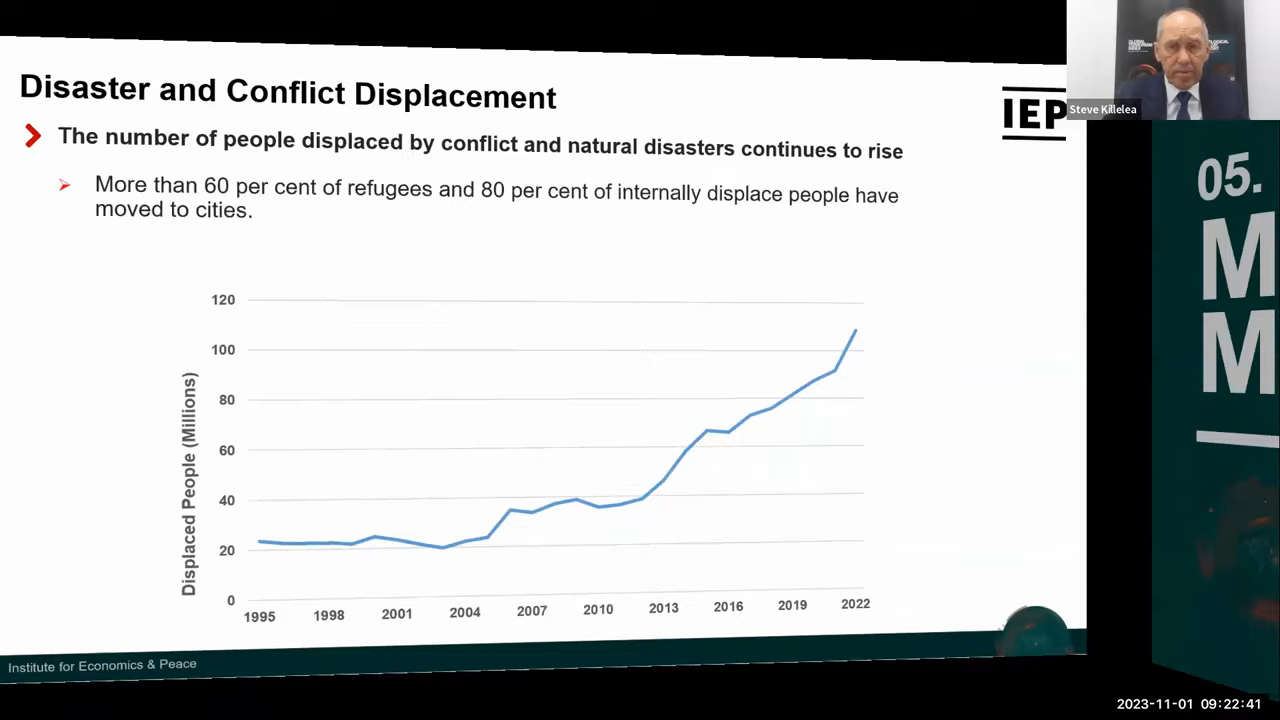 Disaster and Conflict Displacement
The number of people displaced by conflict and natural disasters continues to rise
More than 60 per cent of refugees and 80 per cent of internally displace people have
moved to cities.
IEP
Steve Killelea
05.
M
M
120
100
80
60
40
20
0
Displaced People (Millions)
1995 1998 2001 2004 2007 2010 2013 2016 2019 2022
Institute for Economics & Peace
2023-11-01 09:22:41